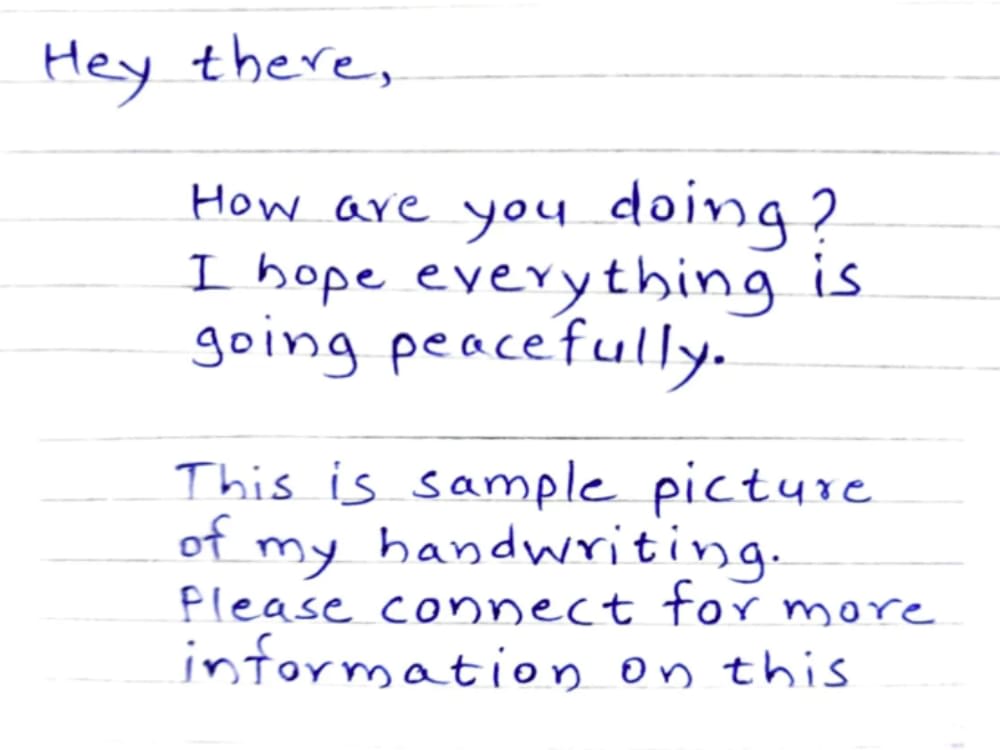 Hey there,
How are you doing?
I hope everything is
going peacefully.
This is sample picture
of my handwriting.
Please connect for more
information on this